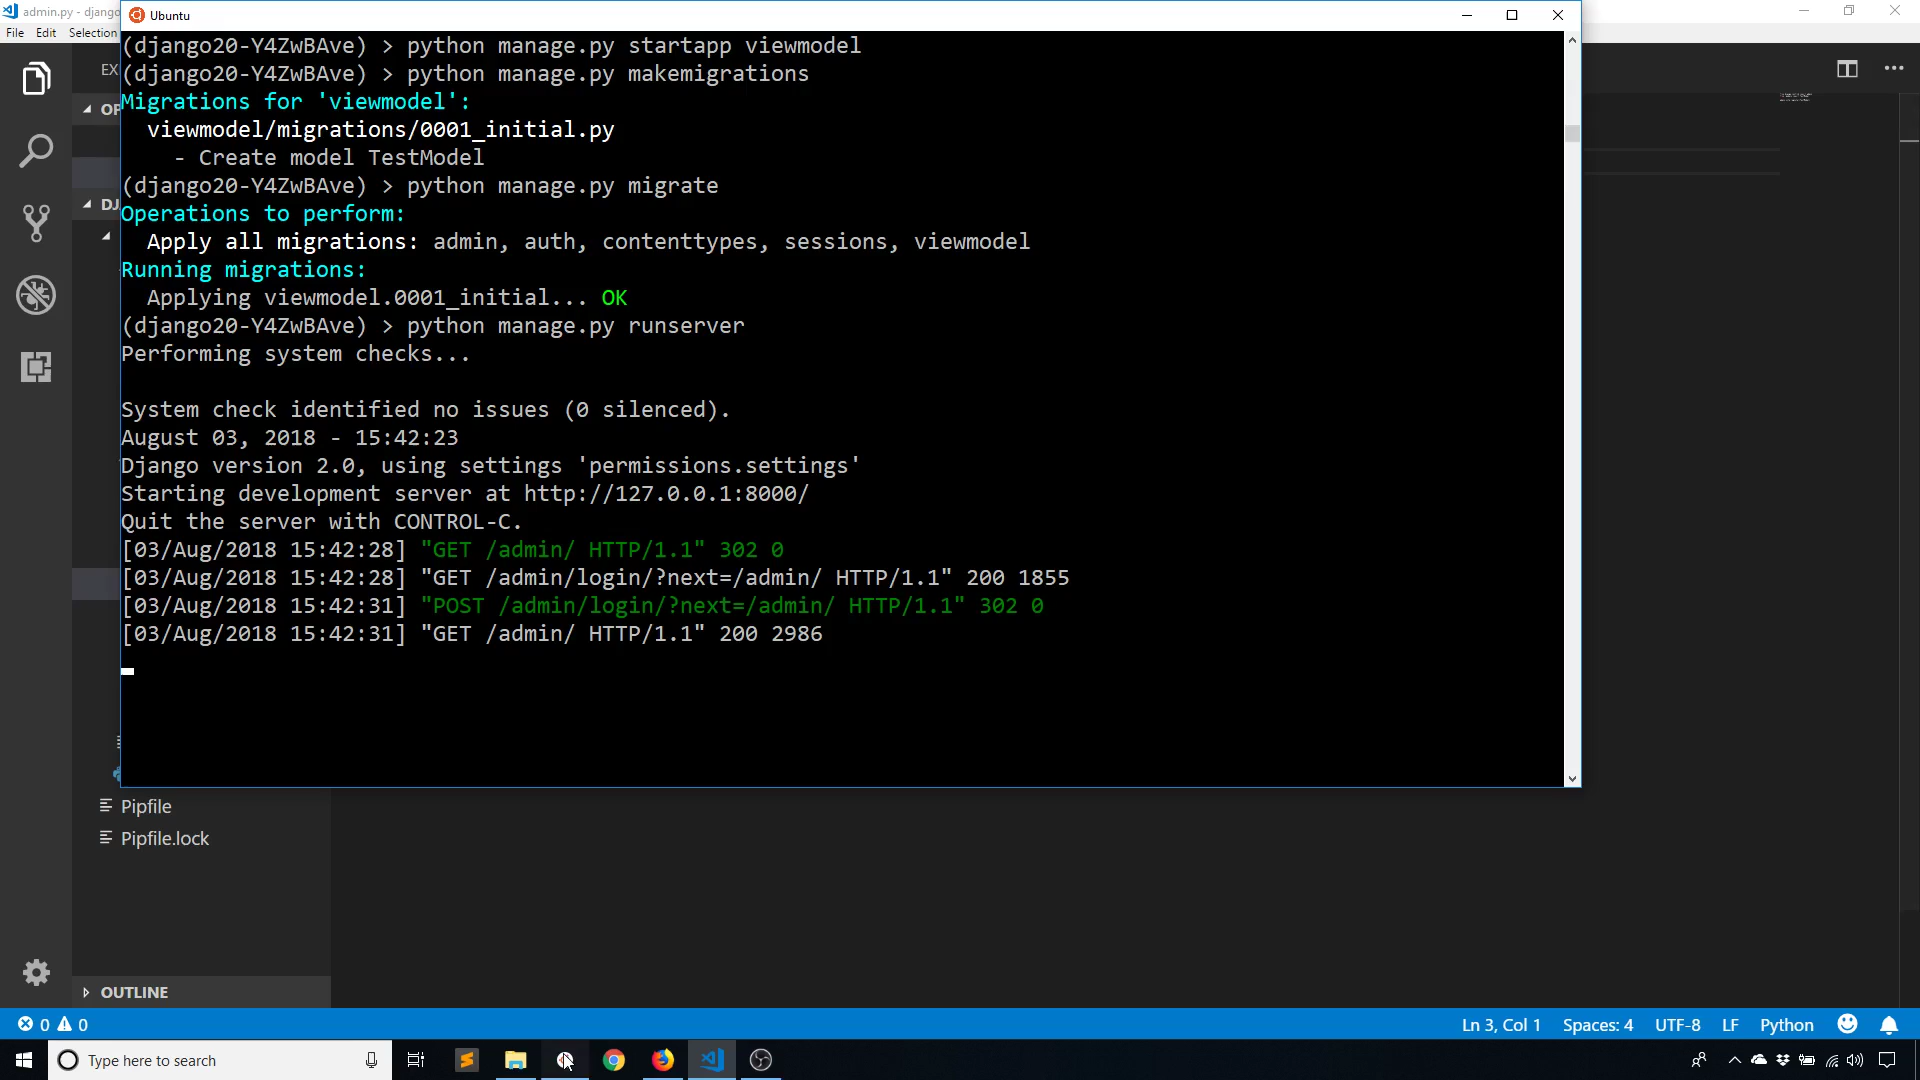 admin.py - django
File Edit Selection
Ubuntu
EX
OP
DJ
(django20-Y4ZwBAve) > python manage.py startapp viewmodel
(django20-Y4ZwBAve) > python manage.py makemigrations
Migrations for 'viewmodel':
viewmodel/migrations/0001_initial.py
- Create model TestModel
(django20-Y4ZwBAve) > python manage.py migrate
Operations to perform:
Apply all migrations: admin, auth, contenttypes, sessions, viewmodel
Running migrations:
Applying viewmodel.0001_initial... OK
(django20-Y4ZwBAve) > python manage.py runserver
Performing system checks...
System check identified no issues (0 silenced).
August 03, 2018 - 15:42:23
Django version 2.0, using settings 'permissions.settings'
Starting development server at http://127.0.0.1:8000/
Quit the server with CONTROL-C.
[03/Aug/2018 15:42:28] "GET /admin/ HTTP/1.1" 302 0
[03/Aug/2018 15:42:28] "GET /admin/login/?next=/admin/ HTTP/1.1" 200 1855
[03/Aug/2018 15:42:31] "POST /admin/login/?next=/admin/ HTTP/1.1" 302 0
[03/Aug/2018 15:42:31] "GET /admin/ HTTP/1.1" 200 2986
Pipfile
Pipfile.lock
OUTLINE
0 0 Ln 3, Col 1 Spaces: 4 UTF-8 LF Python
Type here to search